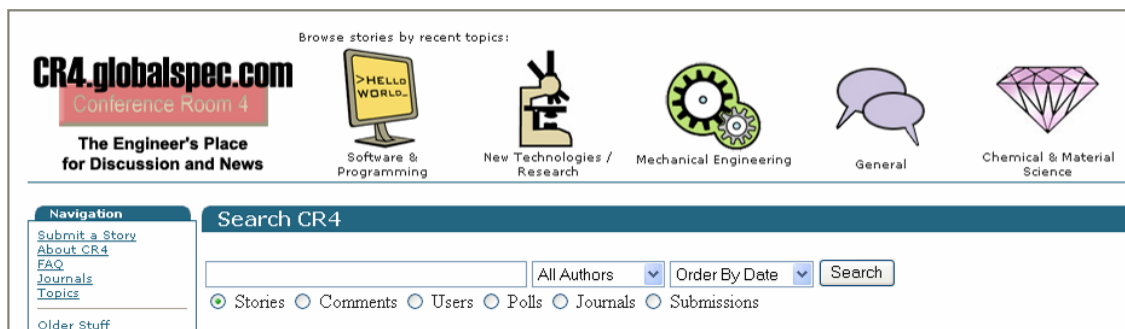 Browse stories by recent topics:
CR4.globalspec.com
Conference Room 4
The Engineer's Place
for Discussion and News
>HELLO
WORLD_
Software &
Programming
New Technologies /
Research
Mechanical Engineering
General
Chemical & Material
Science
Navigation
Submit a Story
About CR4
FAQ
Journals
Topics
Older Stuff
Search CR4
All Authors
Order By Date
Search
Stories Comments Users Polls Journals Submissions